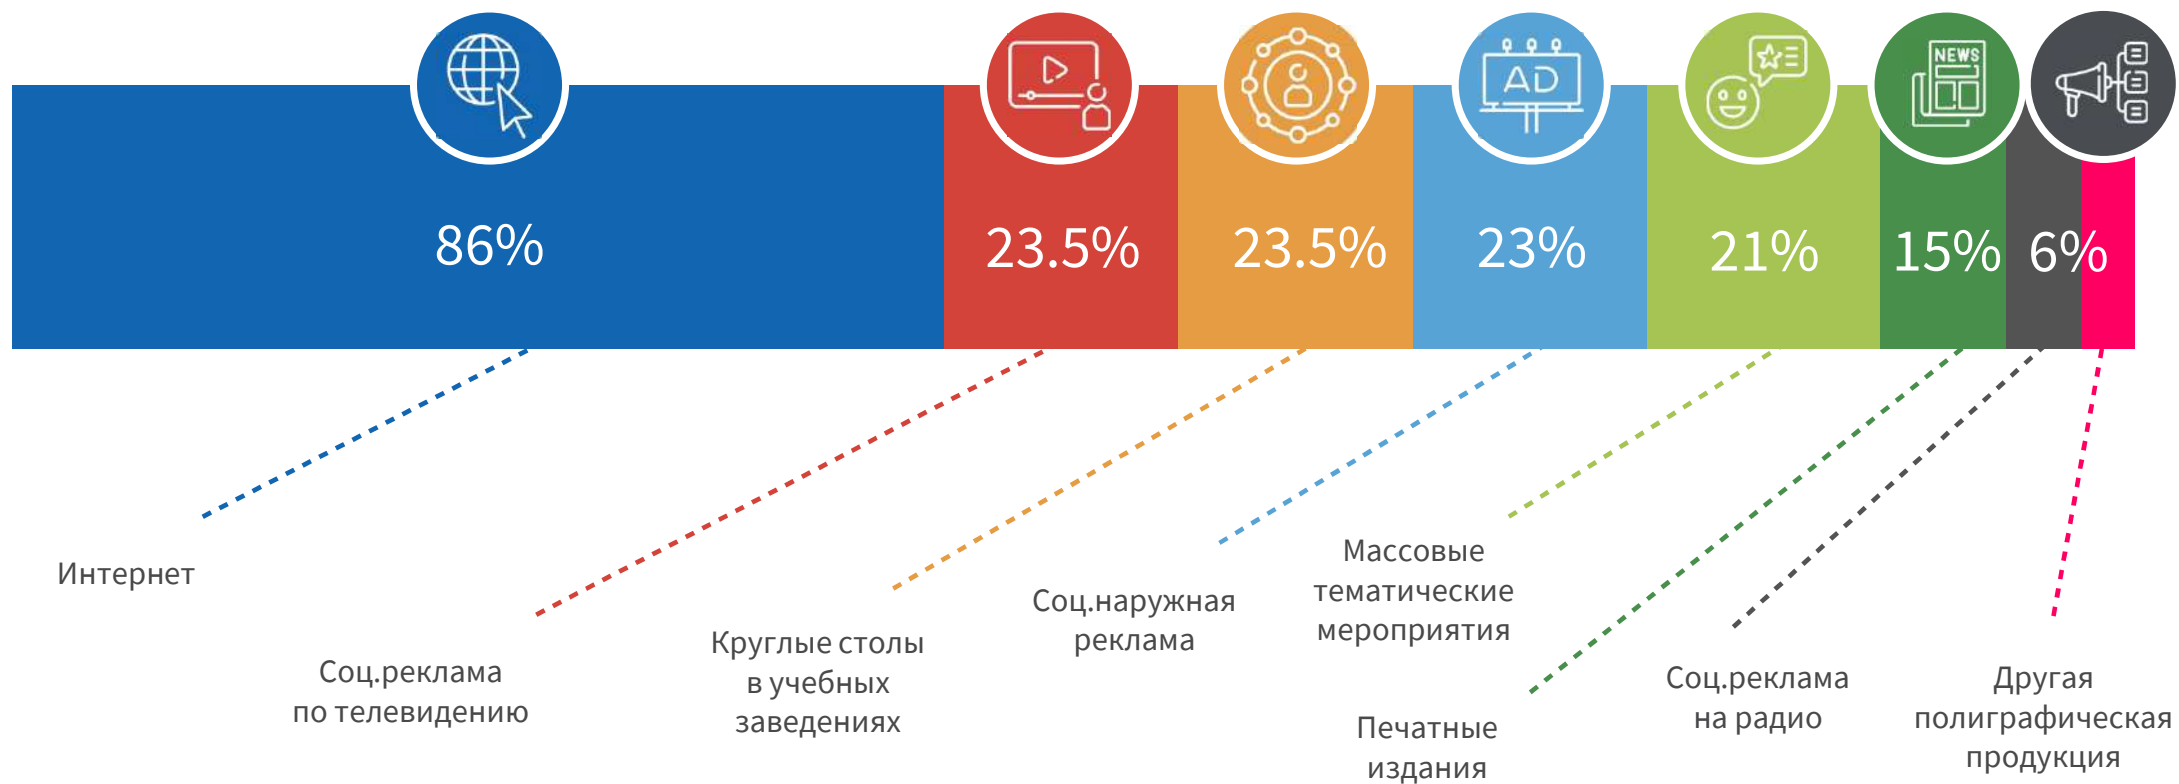 AD
NEWS
86%
23.5%
23.5%
23%
21%
15%
6%
Интернет
Соц.реклама
по телевидению
Круглые столы
в учебных
заведениях
Соц.наружная
реклама
Массовые
тематические
мероприятия
Печатные
издания
Соц.реклама
на радио
Другая
полиграфическая
продукция